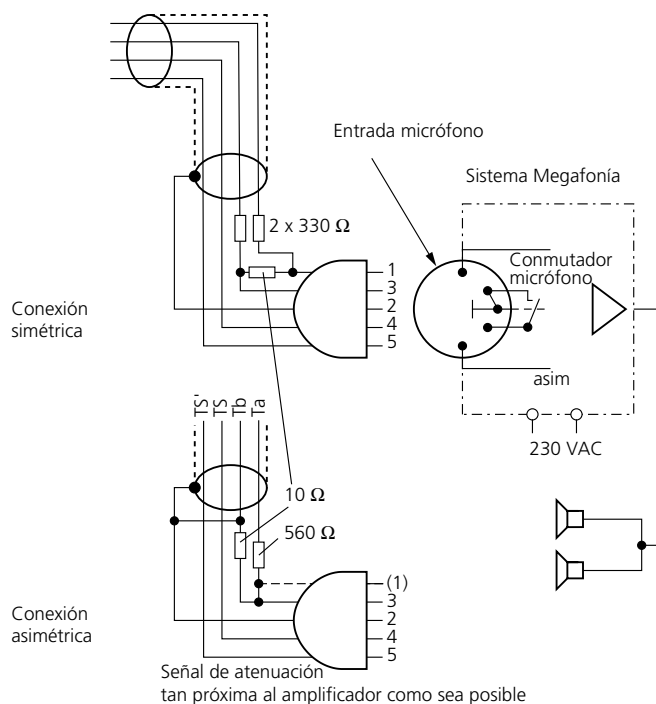 Entrada micrófono
Sistema Megafonía
2 x 330 Ω
Conmutador
micrófono
1
3
2
4
5
Conexión
simétrica
asim
TS'
TS
Tb
Ta
230 VAC
10 Ω
560 Ω
(1)
3
2
4
5
Conexión
asimétrica
Señal de atenuación
tan próxima al amplificador como sea posible